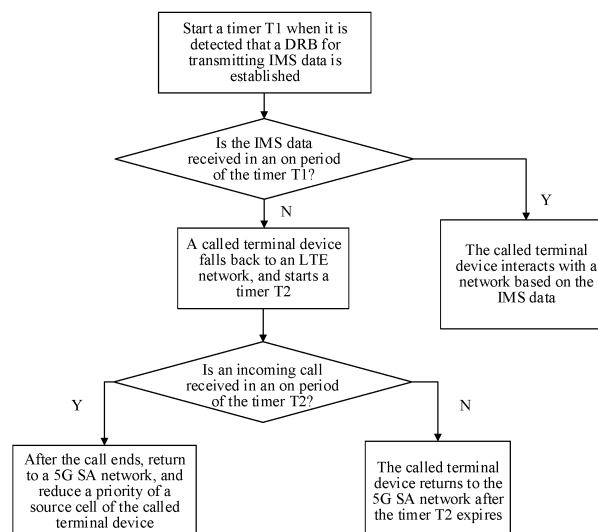 Start a timer T1 when it is
detected that a DRB for
transmitting IMS data is
established
Is the IMS data
received in an on period
of the timer T1?
N
Y
A called terminal device
falls back to an LTE
network, and starts a
timer T2
The called terminal
device interacts with a
network based on the
IMS data
Is an incoming call
received in an on period
of the timer T2?
Y
N
After the call ends, return
to a 5G SA network, and
reduce a priority of a
source cell of the called
terminal device
The called terminal
device returns to the
5G SA network after
the timer T2 expires